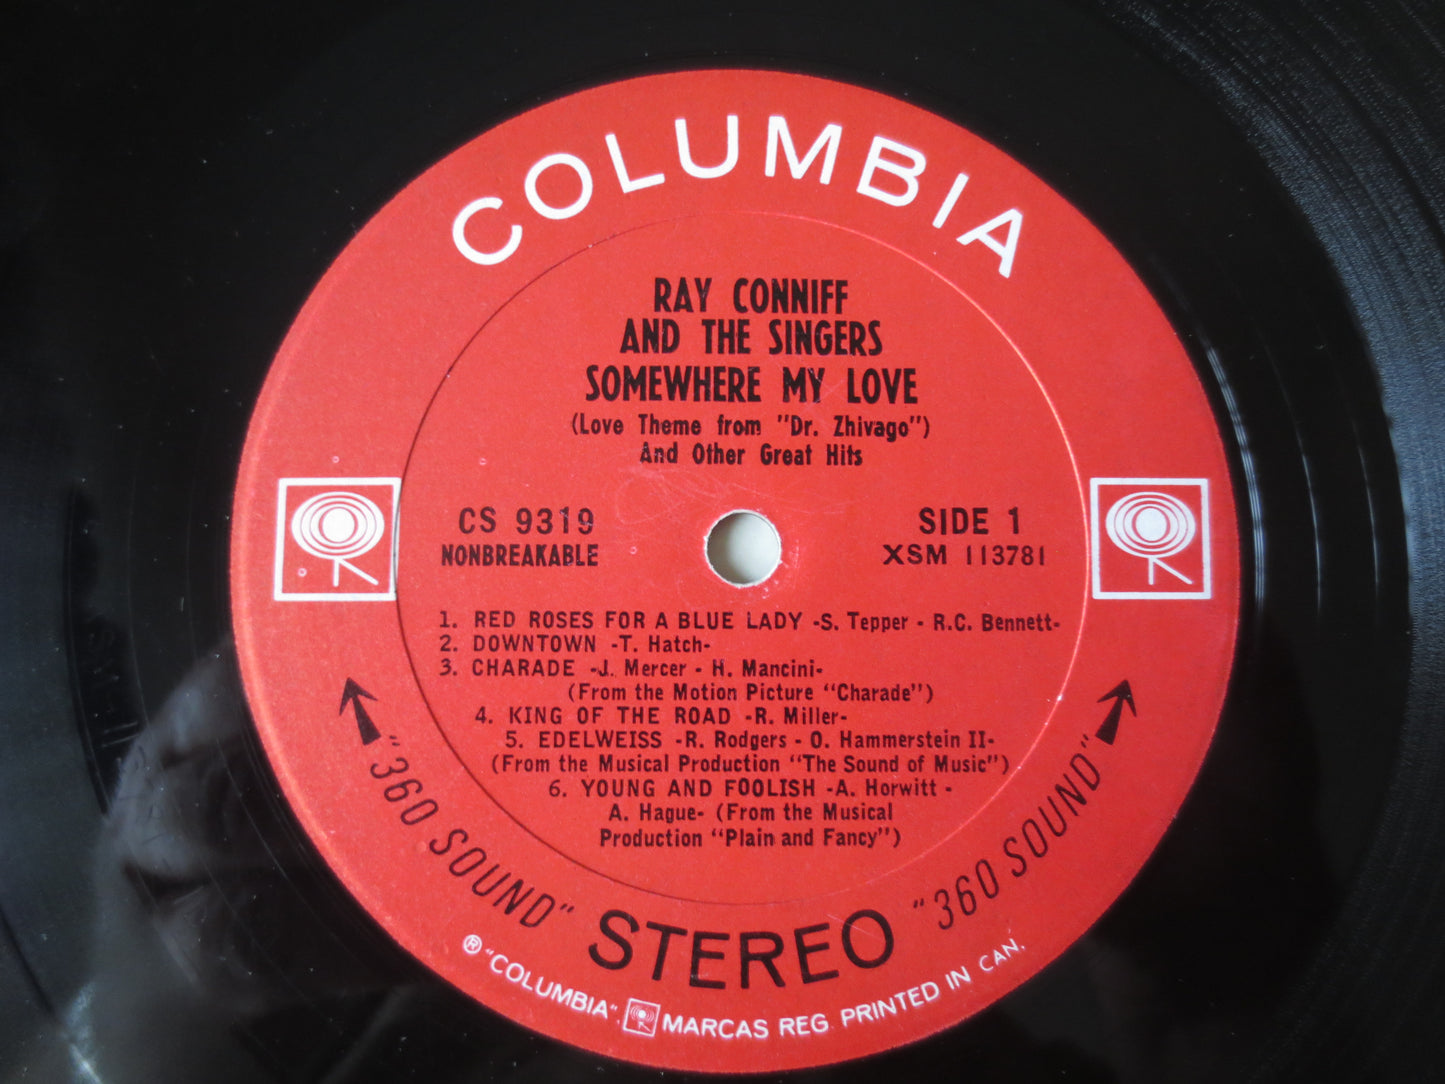 COLUMBIA
RAY CONNIFF
AND THE SINGERS
SOMEWHERE MY LOVE
(Love Theme from "Dr. Zhivago")
And Other Great Hits
CS 9319
NONBREAKABLE
SIDE 1
XSM 113781
1. RED ROSES FOR A BLUE LADY -S. Tepper - R.C. Bennett-
2. DOWNTOWN -T. Hatch-
3. CHARADE -J. Mercer - H. Mancini-
(From the Motion Picture "Charade")
4. KING OF THE ROAD -R. Miller-
5. EDELWEISS -R. Rodgers - O. Hammerstein II-
(From the Musical Production "The Sound of Music")
6. YOUNG AND FOOLISH -A. Horwitt -
A. Hague- (From the Musical
Production "Plain and Fancy")
"360 SOUND" STEREO "360 SOUND"
® "COLUMBIA", MARCAS REG. PRINTED IN CAN.